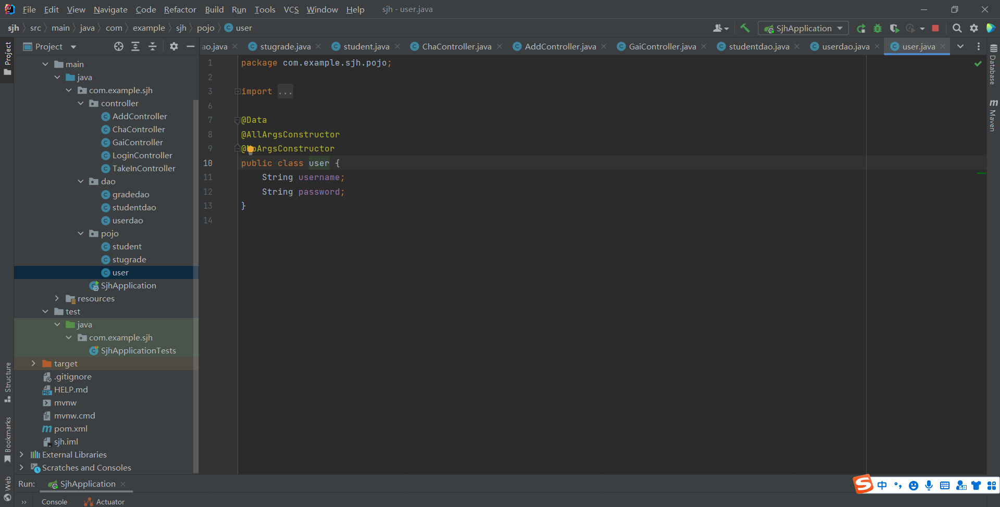 File Edit View Navigate Code Refactor Build Run Tools VCS Window Help sjh - user.java
sjh src main java com example sjh pojo user
SjhApplication
Project
ao.java stugrade.java student.java ChaController.java AddController.java GaiController.java studentdao.java userdao.java user.java
Project
Structure
Bookmarks
Web
main
java
com.example.sjh
controller
AddController
ChaController
GaiController
LoginController
TakeInController
dao
gradedao
studentdao
userdao
pojo
student
stugrade
user
SjhApplication
resources
test
java
com.example.sjh
SjhApplicationTests
target
.gitignore
HELP.md
mvnw
mvnw.cmd
pom.xml
sjh.iml
External Libraries
Scratches and Consoles
1 package com.example.sjh.pojo;
2
3 import ...
6
7 @Data
8 @AllArgsConstructor
9 @NoArgsConstructor
10 public class user {
11 String username;
12 String password;
13 }
14
Database
Maven
Run: SjhApplication
Console Actuator
中